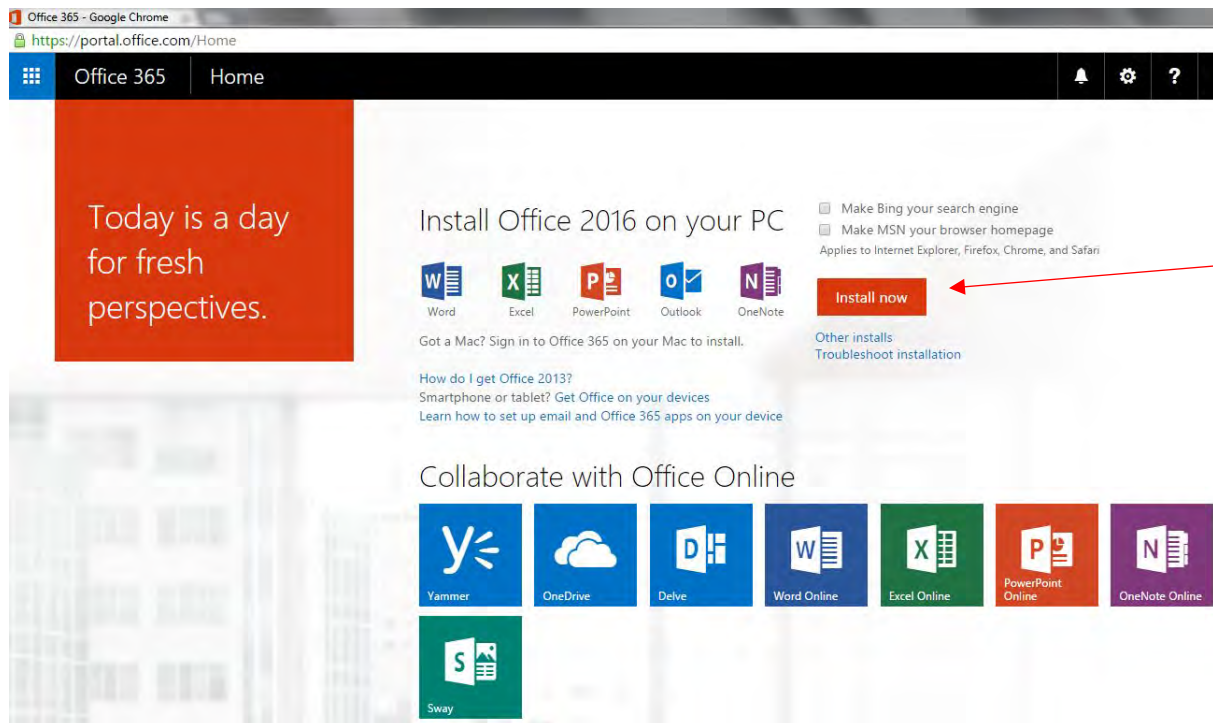 Office 365 - Google Chrome
https://portal.office.com/Home
Office 365 Home ?
Today is a day
for fresh
perspectives.
Install Office 2016 on your PC
Word Excel PowerPoint Outlook OneNote
Got a Mac? Sign in to Office 365 on your Mac to install.
How do I get Office 2013?
Smartphone or tablet? Get Office on your devices
Learn how to set up email and Office 365 apps on your device
Make Bing your search engine
Make MSN your browser homepage
Applies to Internet Explorer, Firefox, Chrome, and Safari
Install now
Other installs
Troubleshoot installation
Collaborate with Office Online
Yammer
OneDrive
Delve
Word Online
Excel Online
PowerPoint
Online
OneNote Online
Sway